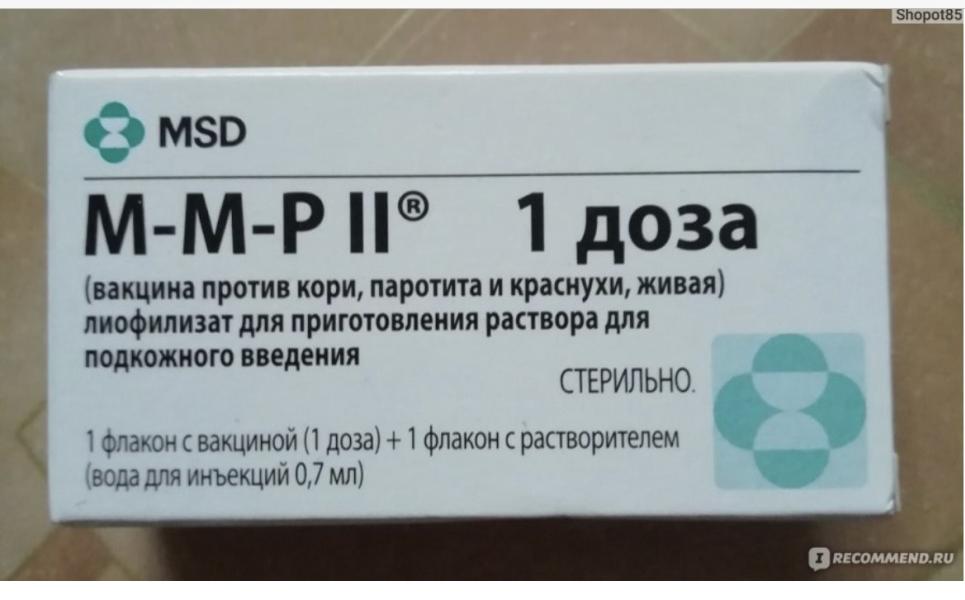 Shopot85
MSD
М-М-Р II® 1 доза
(вакцина против кори, паротита и краснухи, живая)
лиофилизат для приготовления раствора для
подкожного введения
СТЕРИЛЬНО.
1 флакон с вакциной (1 доза) + 1 флакон с растворителем
(вода для инъекций 0,7 мл)
I RECOMMEND.RU